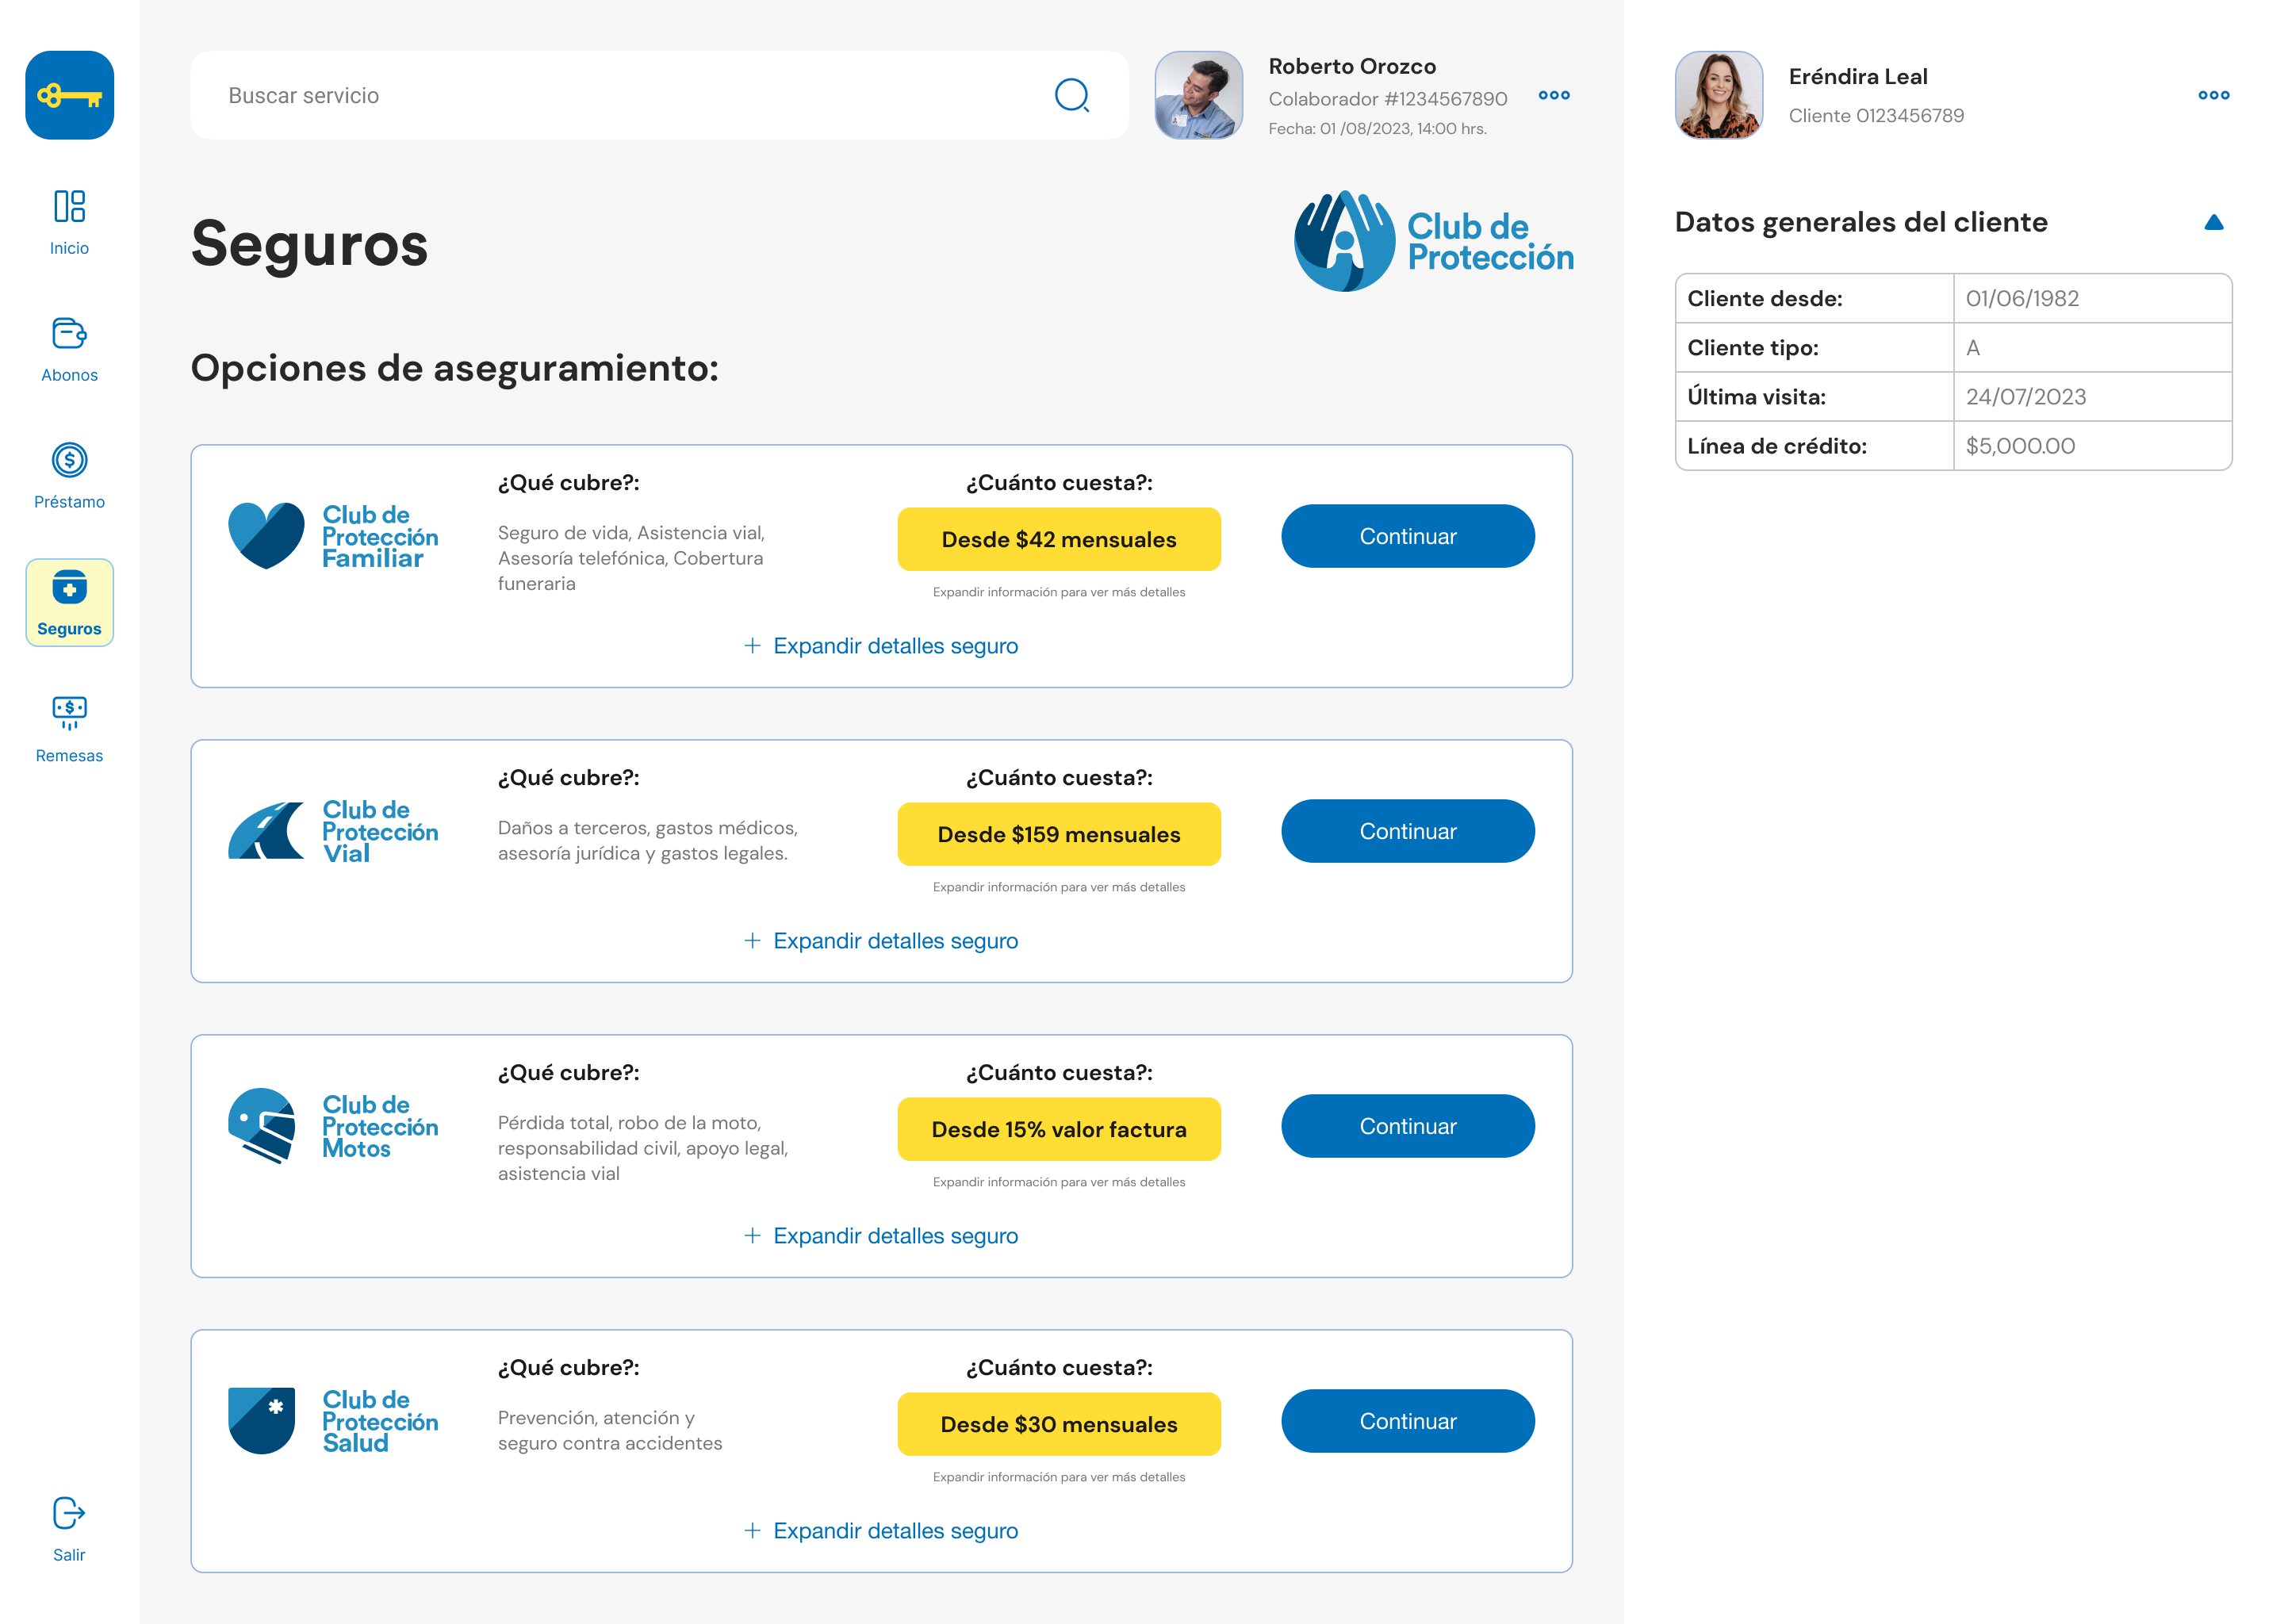 Inicio
Abonos
Préstamo
Seguros
Remesas
Salir
Buscar servicio
Roberto Orozco
Colaborador #1234567890
Fecha: 01 /08/2023, 14:00 hrs.
Seguros
Club de
Protección
Opciones de aseguramiento:
Club de
Protección
Familiar
¿Qué cubre?:
Seguro de vida, Asistencia vial,
Asesoría telefónica, Cobertura
funeraria
¿Cuánto cuesta?:
Desde $42 mensuales
Expandir información para ver más detalles
Continuar
+ Expandir detalles seguro
Club de
Protección
Vial
¿Qué cubre?:
Daños a terceros, gastos médicos,
asesoría jurídica y gastos legales.
¿Cuánto cuesta?:
Desde $159 mensuales
Expandir información para ver más detalles
Continuar
+ Expandir detalles seguro
Club de
Protección
Motos
¿Qué cubre?:
Pérdida total, robo de la moto,
responsabilidad civil, apoyo legal,
asistencia vial
¿Cuánto cuesta?:
Desde 15% valor factura
Expandir información para ver más detalles
Continuar
+ Expandir detalles seguro
Club de
Protección
Salud
¿Qué cubre?:
Prevención, atención y
seguro contra accidentes
¿Cuánto cuesta?:
Desde $30 mensuales
Expandir información para ver más detalles
Continuar
+ Expandir detalles seguro
Eréndira Leal
Cliente 0123456789
Datos generales del cliente
Cliente desde: 01/06/1982
Cliente tipo: A
Última visita: 24/07/2023
Línea de crédito: $5,000.00